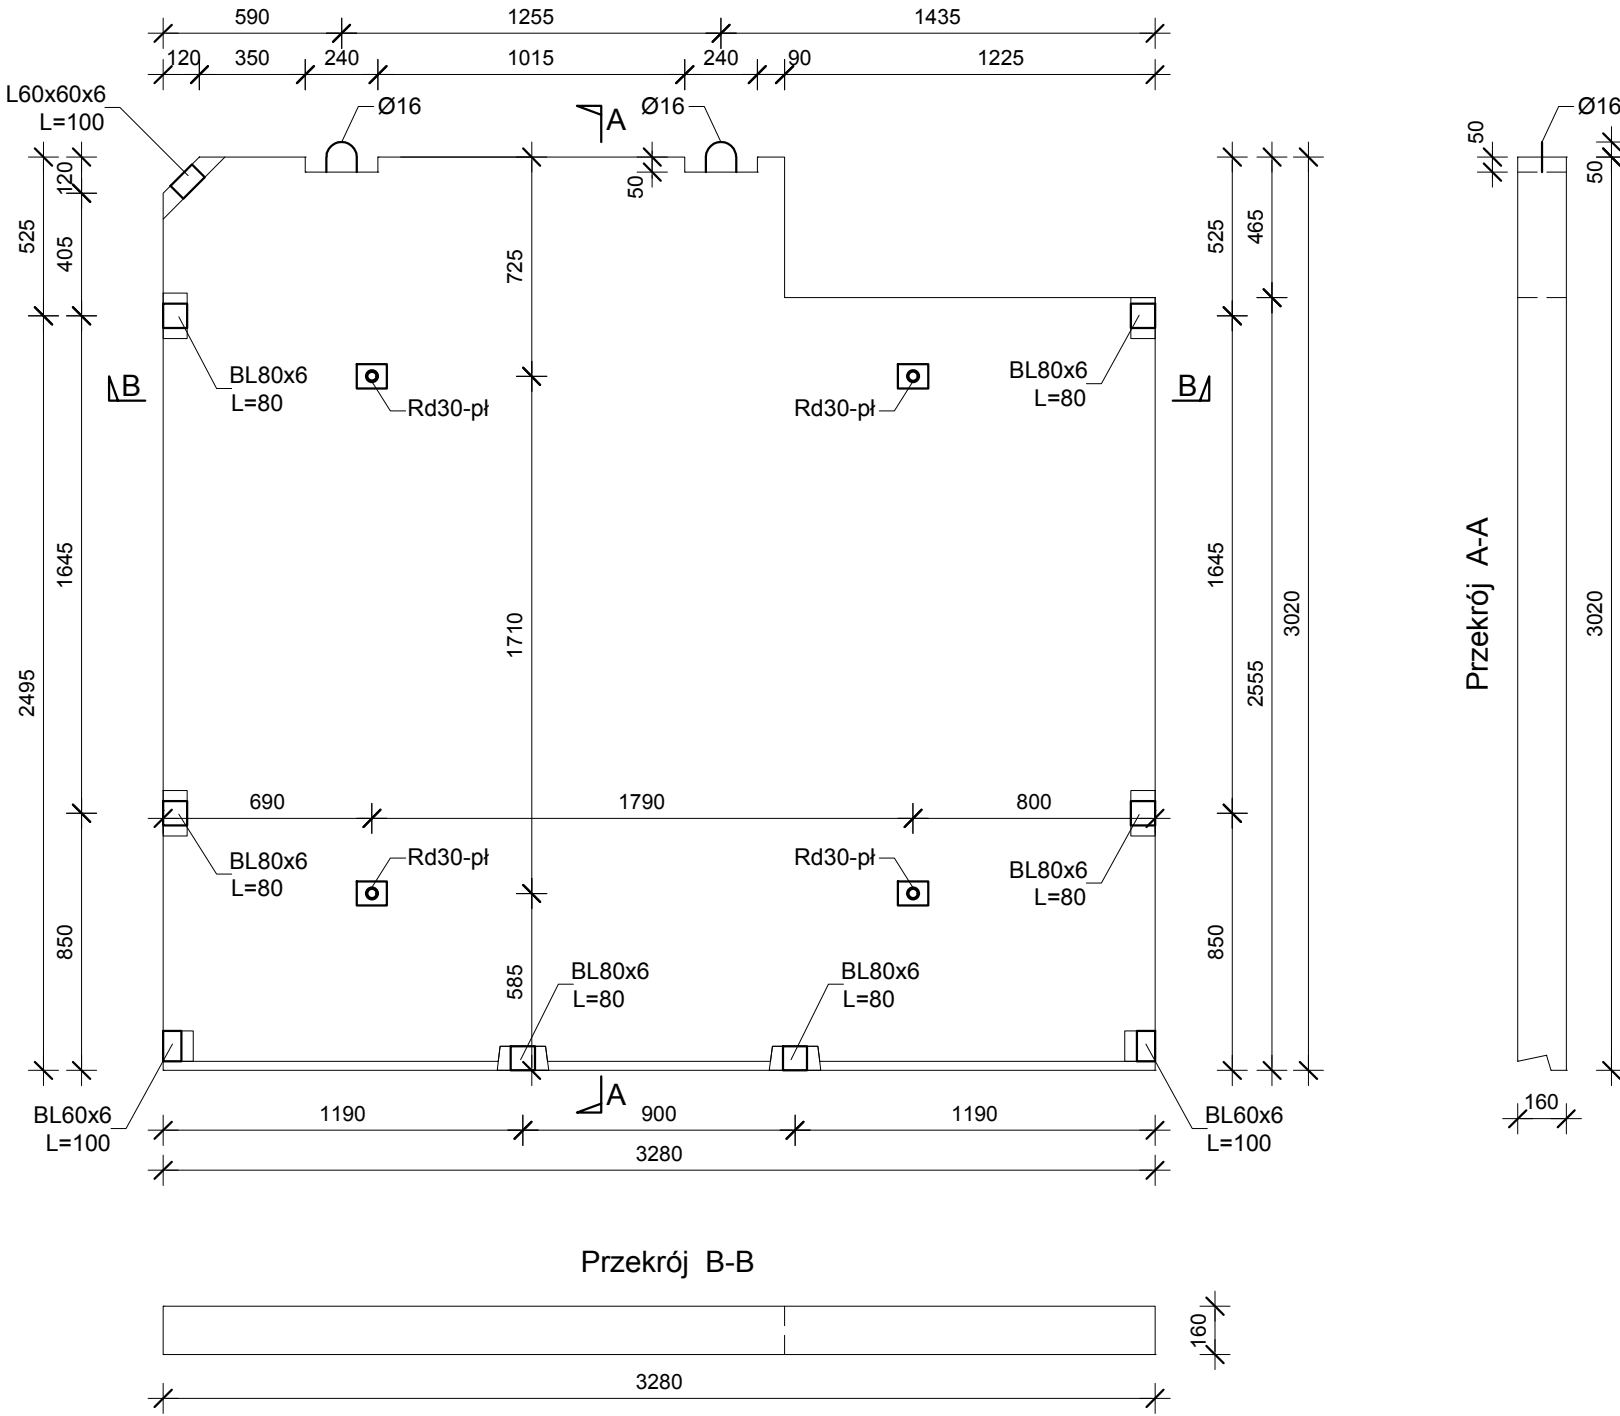 590
1255
1435
120
350
240
1015
240
90
1225
L60x60x6
L=100
Ø16
A
Ø16
Ø16
50
50
50
120
525
405
725
525
465
BL80x6
L=80
B
Rd30-pł
Rd30-pł
BL80x6
L=80
B
1645
1710
1645
3020
3020
2495
2555
Przekrój A-A
690
1790
800
BL80x6
L=80
Rd30-pł
Rd30-pł
BL80x6
L=80
850
585
850
BL80x6
L=80
BL80x6
L=80
A
BL60x6
L=100
1190
900
1190
BL60x6
L=100
160
3280
Przekrój B-B
160
3280